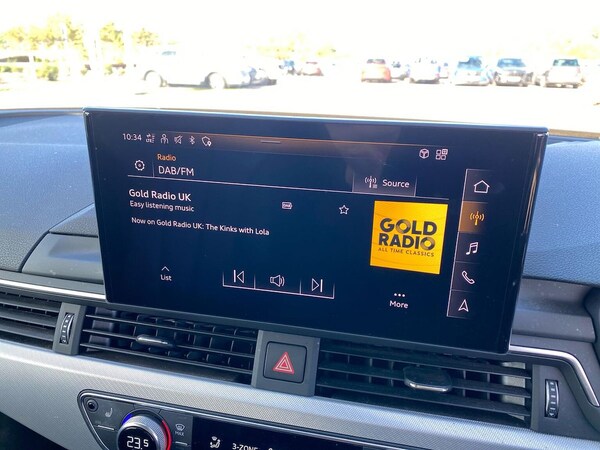 10:34
Radio
DAB/FM
Source
Gold Radio UK
Easy listening music
Now on Gold Radio UK: The Kinks with Lola
GOLD
RADIO
ALL TIME CLASSICS
List
More
23.5
3-ZONE